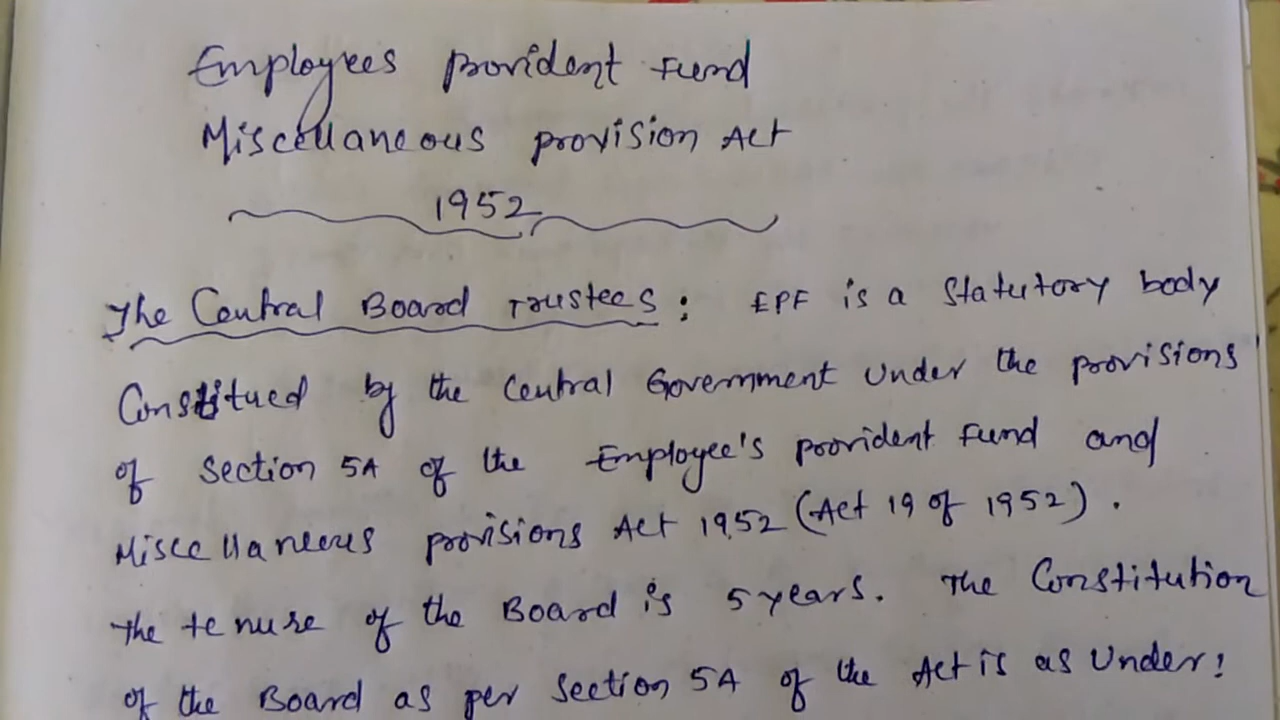 Employees provident Fund
Miscellaneous provision Act
1952
The Central Board Trustees : EPF is a Statutory body
Constitued by the Central Government under the provisions
of section 5A of the Employee's provident Fund and
Miscellaneous provisions Act 1952 (Act 19 of 1952).
The tenure of the Board is 5 years. The Constitution
of the Board as per Section 5A of the Act is as under: